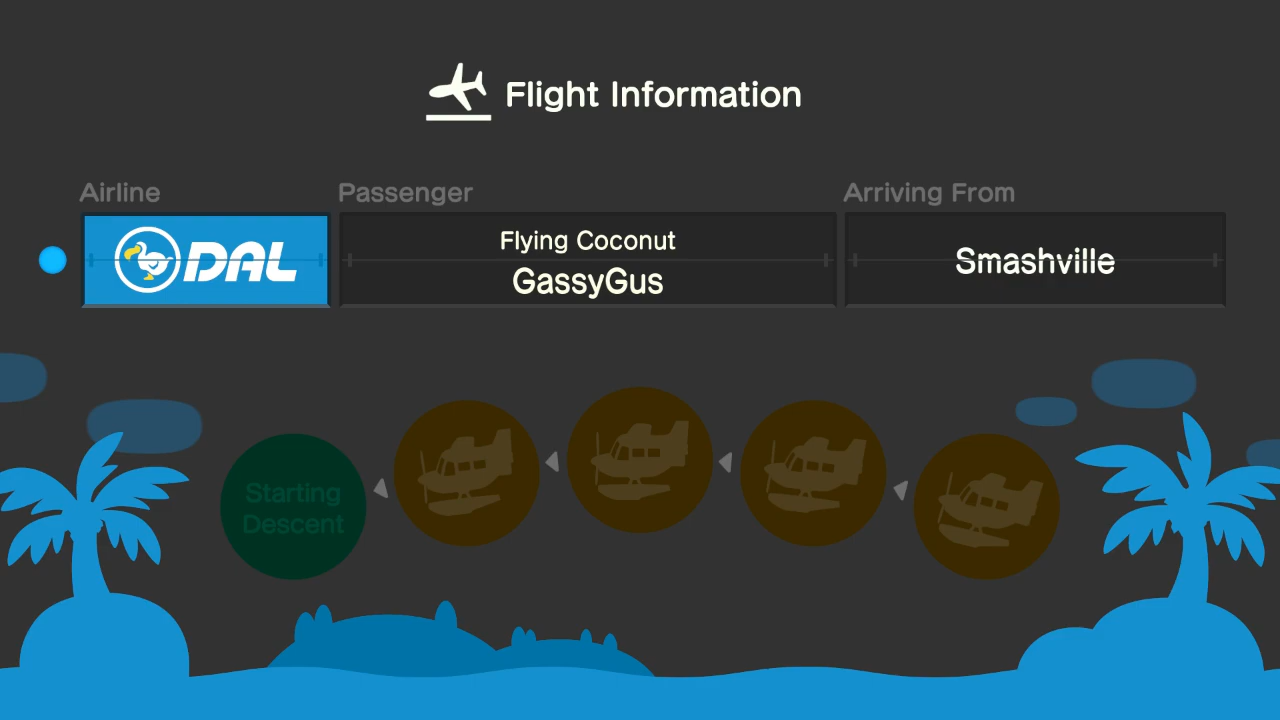 Flight Information
Airline
Passenger
Arriving From
DAL
Flying Coconut
GassyGus
Smashville
Starting
Descent